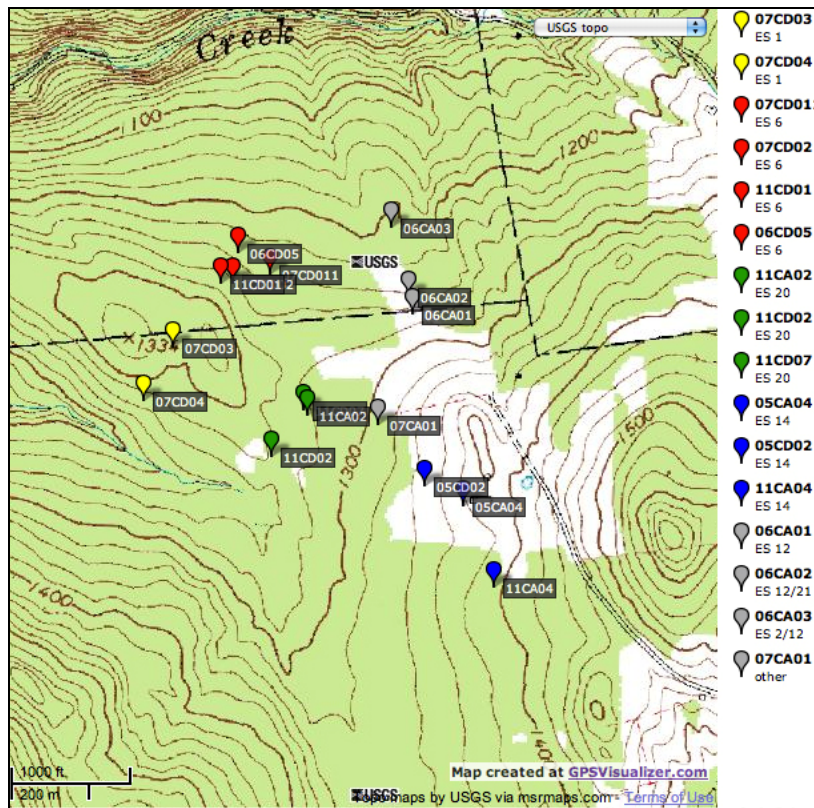 Creek
USGS topo
1100
1200
06CA03
06CD05
USGS
07CD011
11CD01 2
06CA02
06CA01
1334
07CD03
07CD04
11CA02
07CA01
1500
11CD02
1300
05CD02
05CA04
11CA04
1400
1000 ft
200 m
Map created at GPSVisualizer.com
USGS
Topo maps by USGS via msrmaps.com - Terms of Use
07CD03
ES 1
07CD04
ES 1
07CD011
ES 6
07CD02
ES 6
11CD01
ES 6
06CD05
ES 6
11CA02
ES 20
11CD02
ES 20
11CD07
ES 20
05CA04
ES 14
05CD02
ES 14
11CA04
ES 14
06CA01
ES 12
06CA02
ES 12/21
06CA03
ES 2/12
07CA01
other